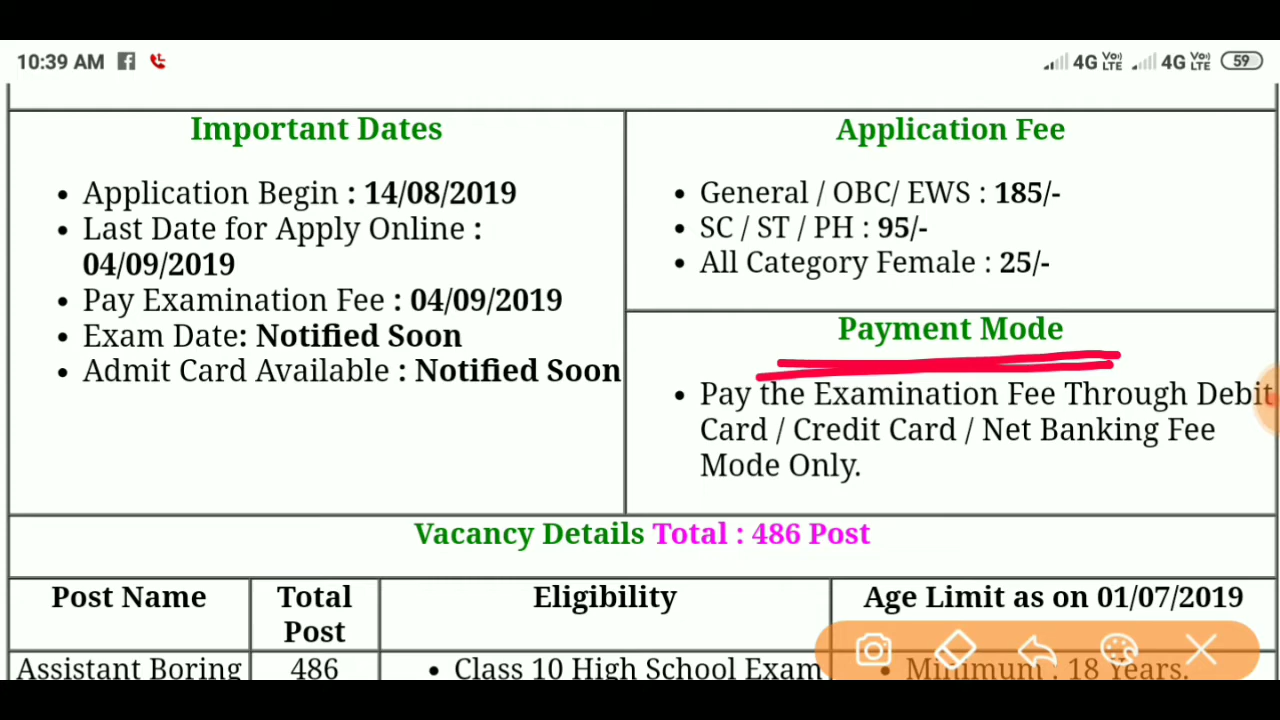 10:39 AM 4G VoLTE 4G VoLTE 59
Important Dates
Application Begin : 14/08/2019
Last Date for Apply Online :
04/09/2019
Pay Examination Fee : 04/09/2019
Exam Date: Notified Soon
Admit Card Available : Notified Soon
Application Fee
General / OBC/ EWS : 185/-
SC / ST / PH : 95/-
All Category Female : 25/-
Payment Mode
Pay the Examination Fee Through Debit
Card / Credit Card / Net Banking Fee
Mode Only.
Vacancy Details Total : 486 Post
Post Name
Total
Post
Eligibility
Age Limit as on 01/07/2019
Assistant Boring
486
Class 10 High School Exam
Minimum : 18 Years.